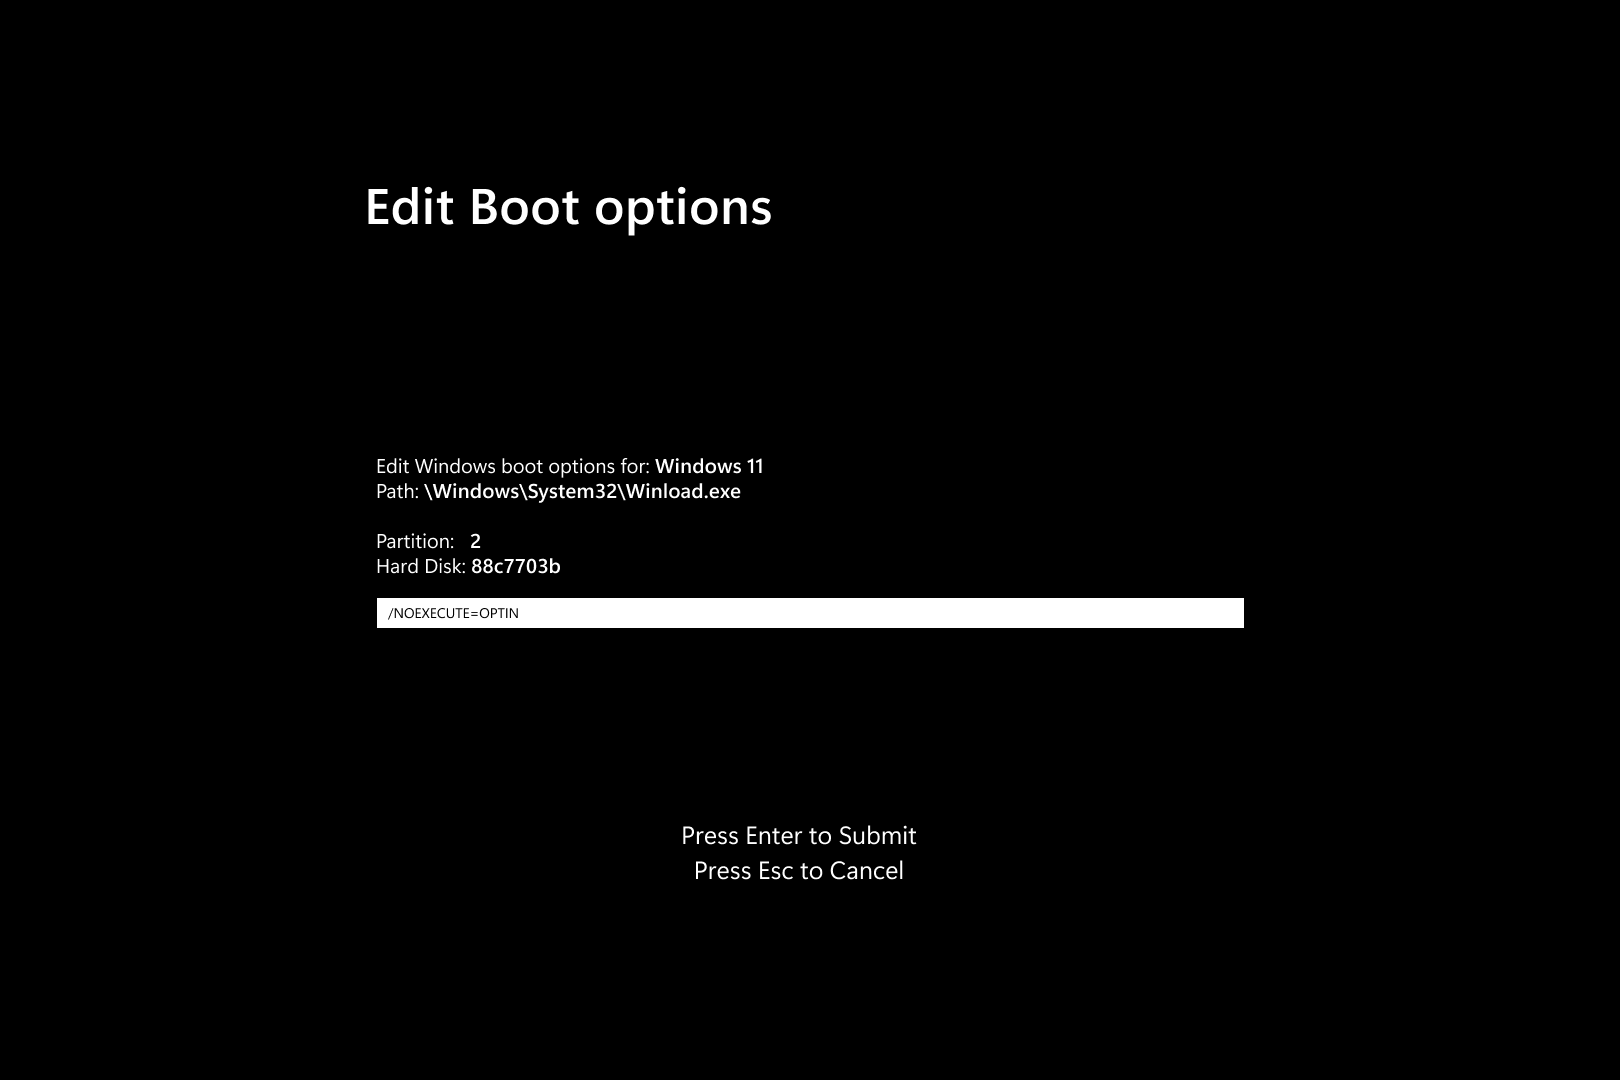 Edit Boot options
Edit Windows boot options for: Windows 11
Path: \Windows\System32\Winload.exe
Partition: 2
Hard Disk: 88c7703b
/NOEXECUTE=OPTIN
Press Enter to Submit
Press Esc to Cancel